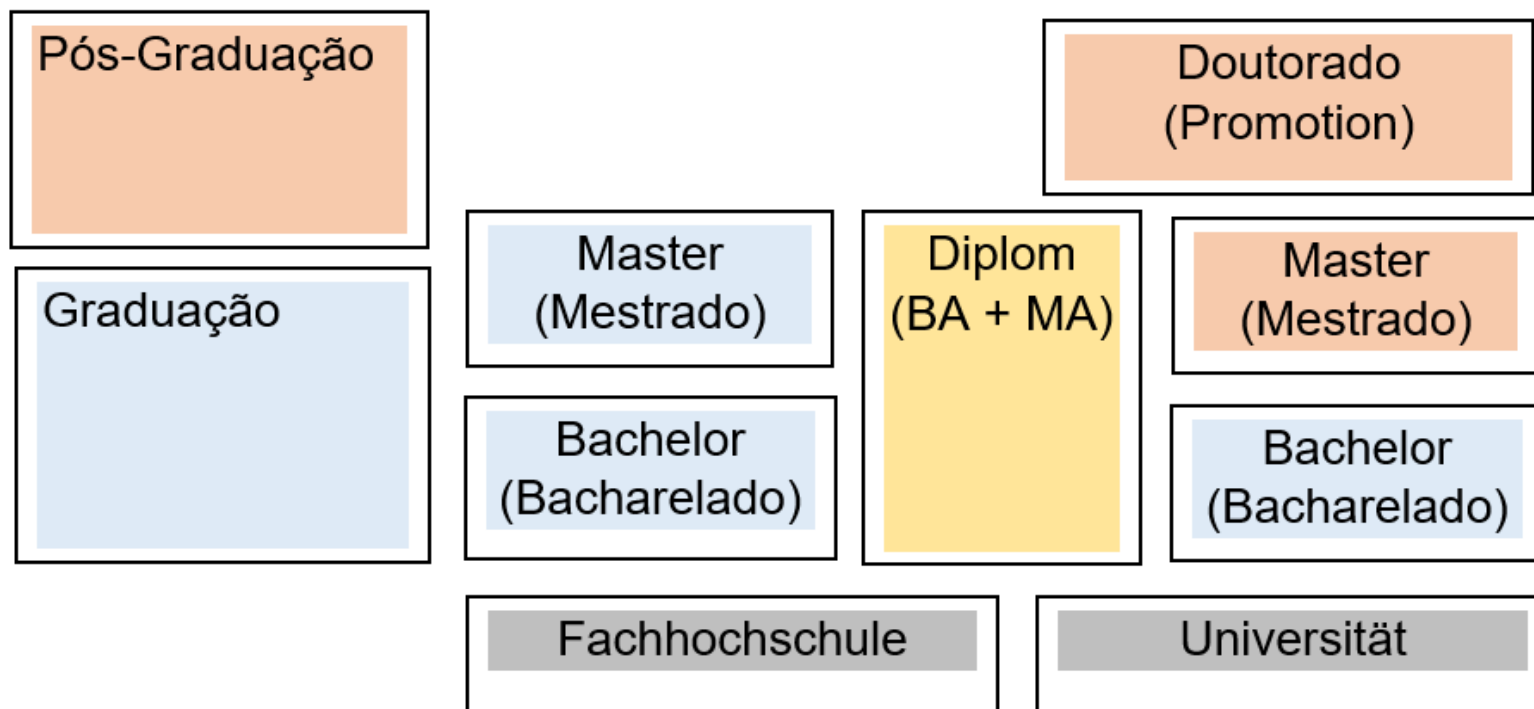 Pós-Graduação
Doutorado
(Promotion)
Graduação
Master
(Mestrado)
Diplom
(BA + MA)
Master
(Mestrado)
Bachelor
(Bacharelado)
Bachelor
(Bacharelado)
Fachhochschule
Universität